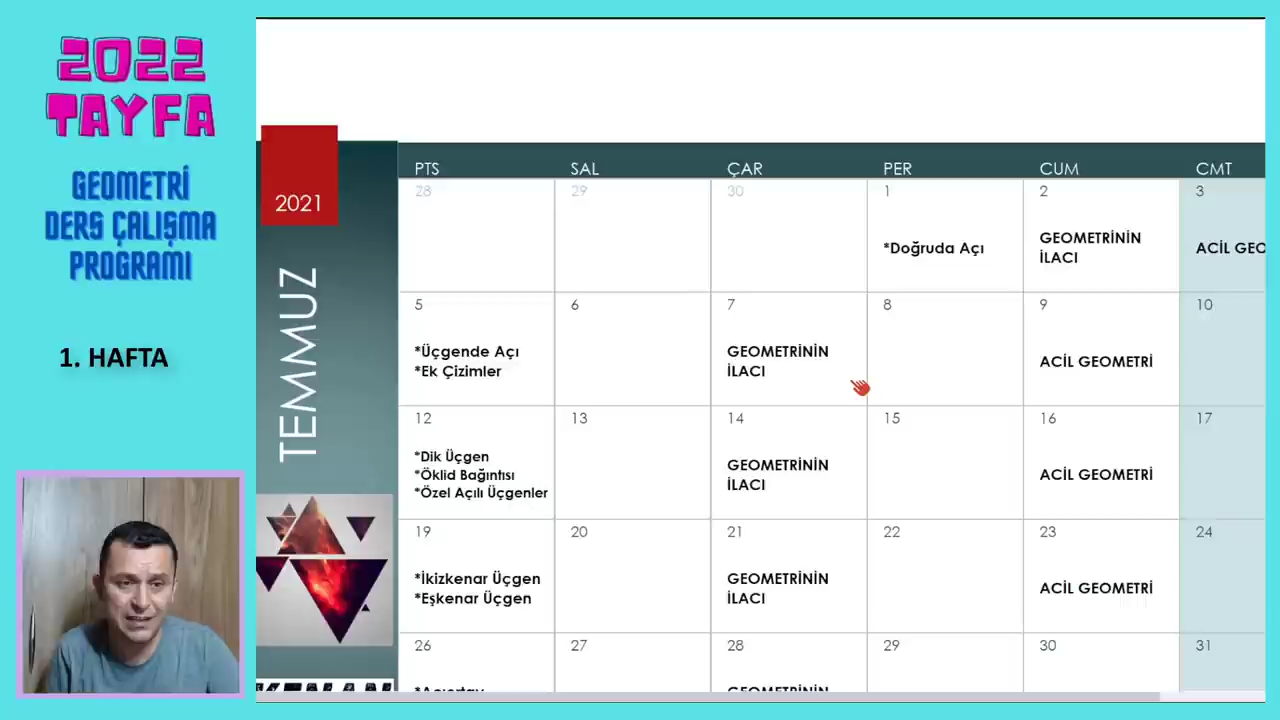 2022
TAYFA
GEOMETRİ
DERS ÇALIŞMA
PROGRAMI
1. HAFTA
2021
TEMMUZ
PTS SAL ÇAR PER CUM CMT
28 29 30 1 2 3
*Doğruda Açı
GEOMETRİNİN
İLACI
ACİL GEO
5 6 7 8 9 10
*Üçgende Açı
*Ek Çizimler
GEOMETRİNİN
İLACI
ACİL GEOMETRİ
12 13 14 15 16 17
*Dik Üçgen
*Öklid Bağıntısı
*Özel Açılı Üçgenler
GEOMETRİNİN
İLACI
ACİL GEOMETRİ
19 20 21 22 23 24
*İkizkenar Üçgen
*Eşkenar Üçgen
GEOMETRİNİN
İLACI
ACİL GEOMETRİ
26 27 28 29 30 31
*Açıortay
GEOMETRİNİN